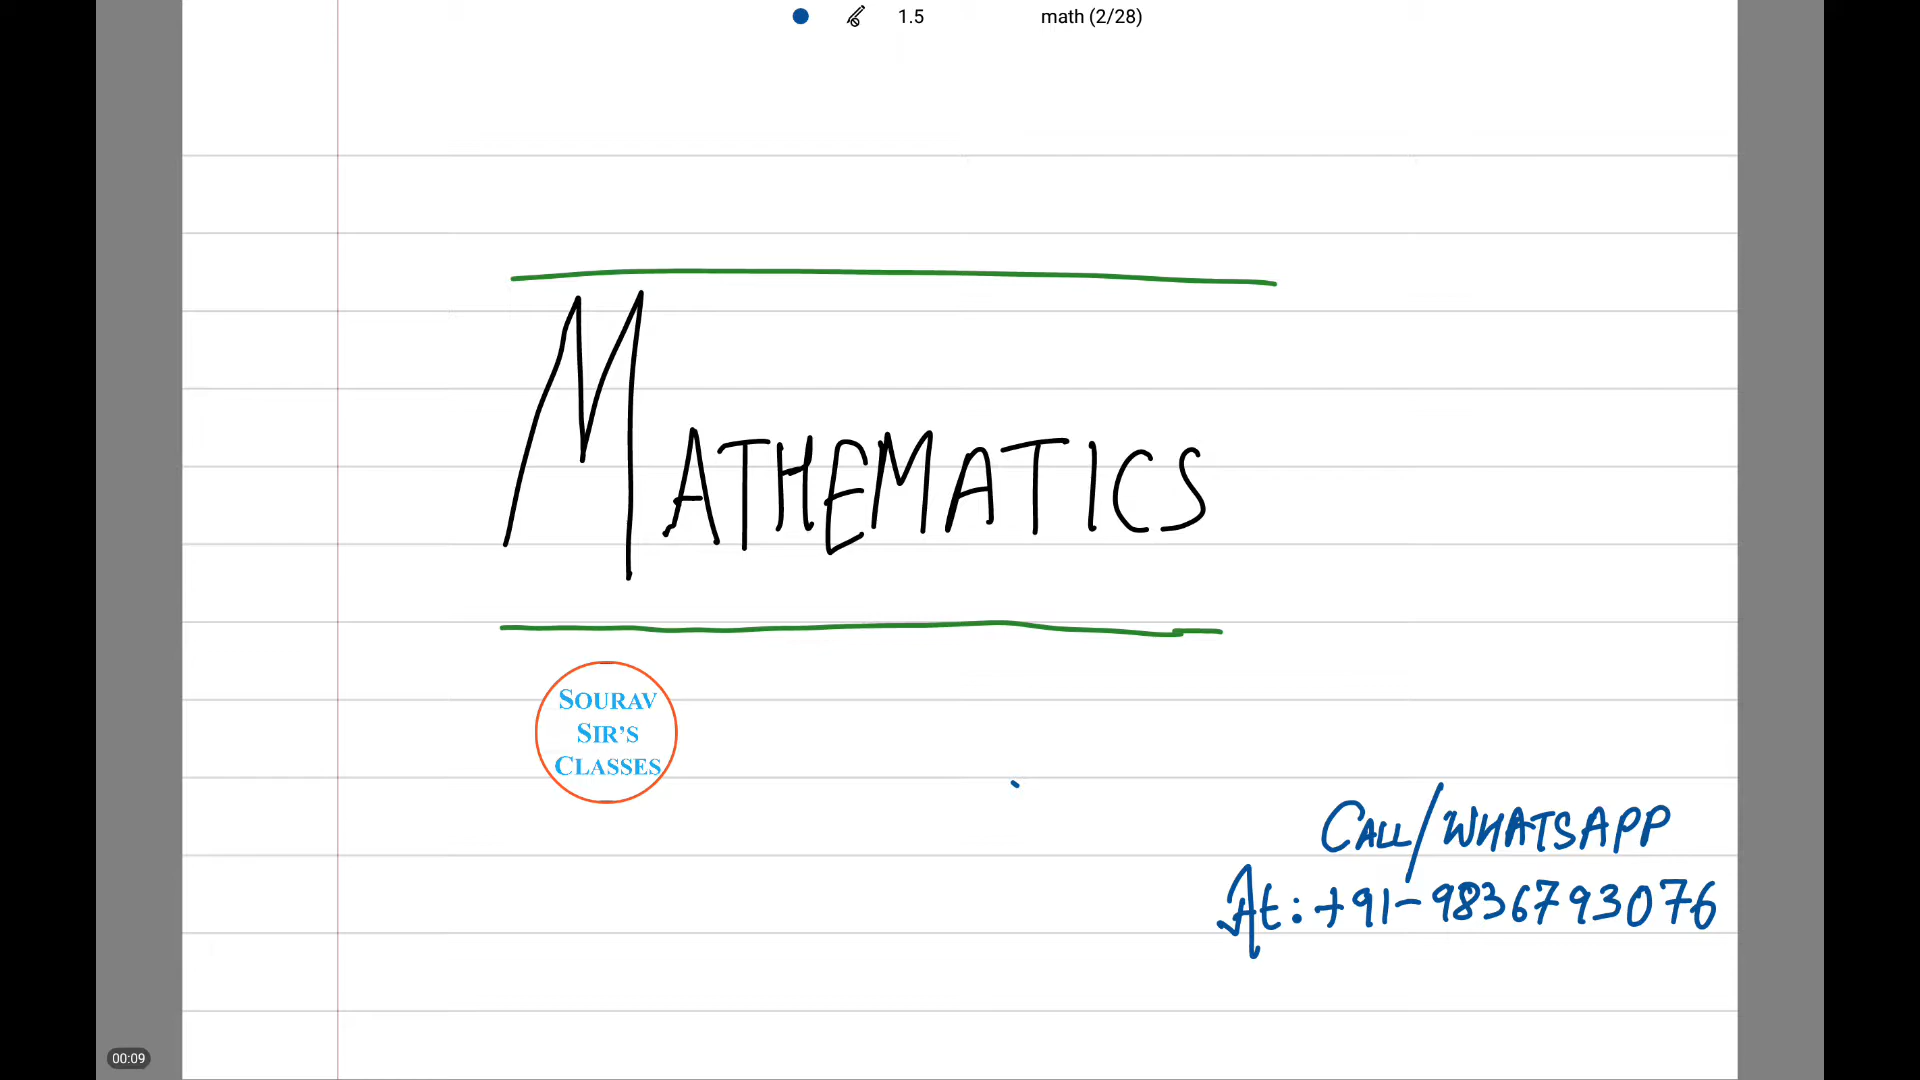 1.5 math (2/28)
MATHEMATICS
SOURAV
SIR'S
CLASSES
CALL/WHATSAPP
At: +91-9836793076
00:09